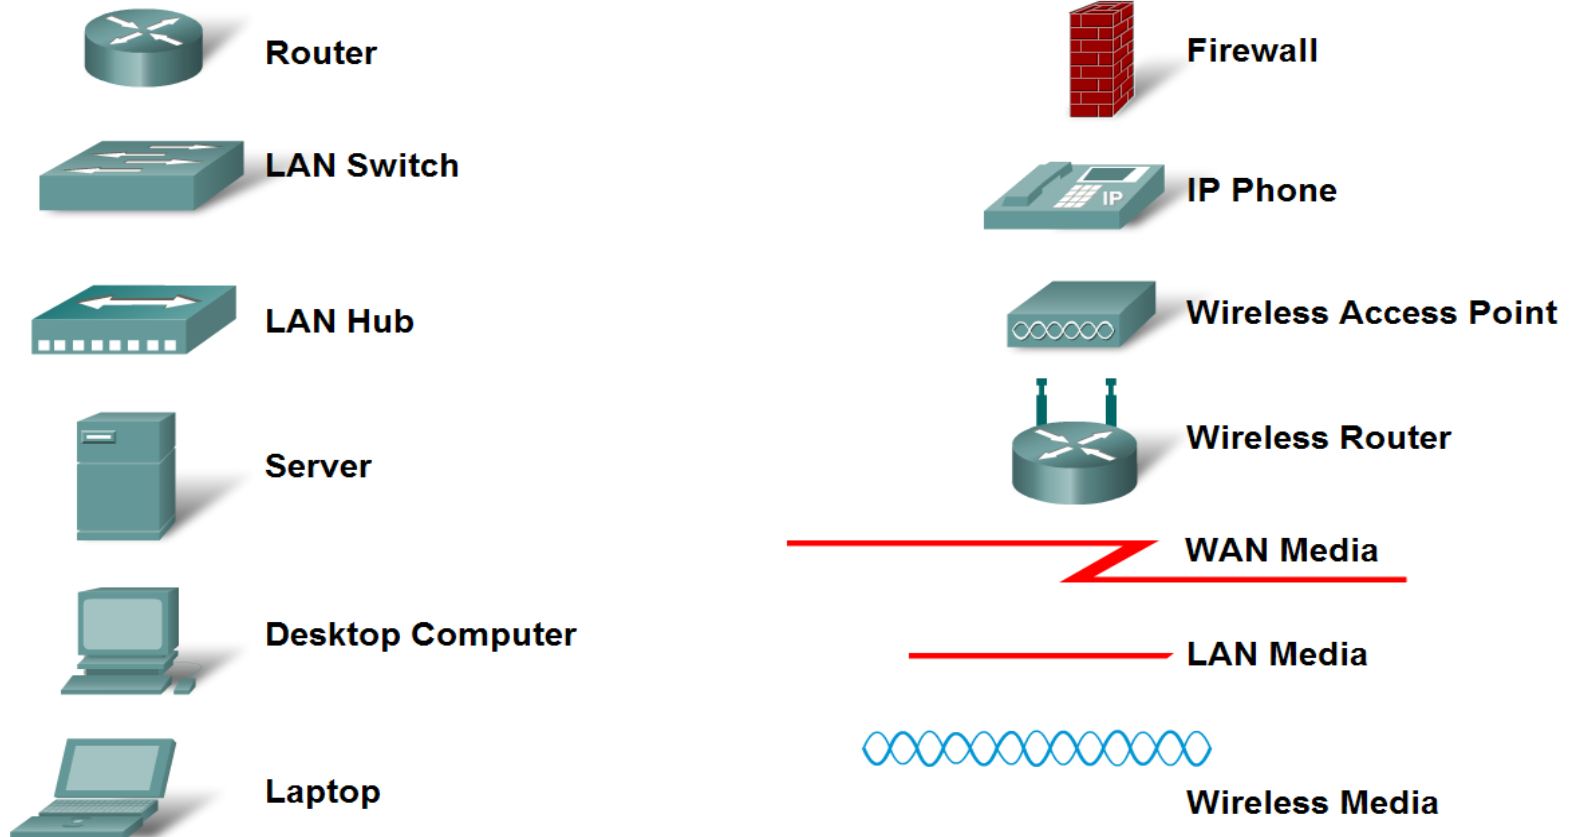 Router
LAN Switch
LAN Hub
Server
Desktop Computer
Laptop
Firewall
IP
IP Phone
Wireless Access Point
Wireless Router
WAN Media
LAN Media
Wireless Media